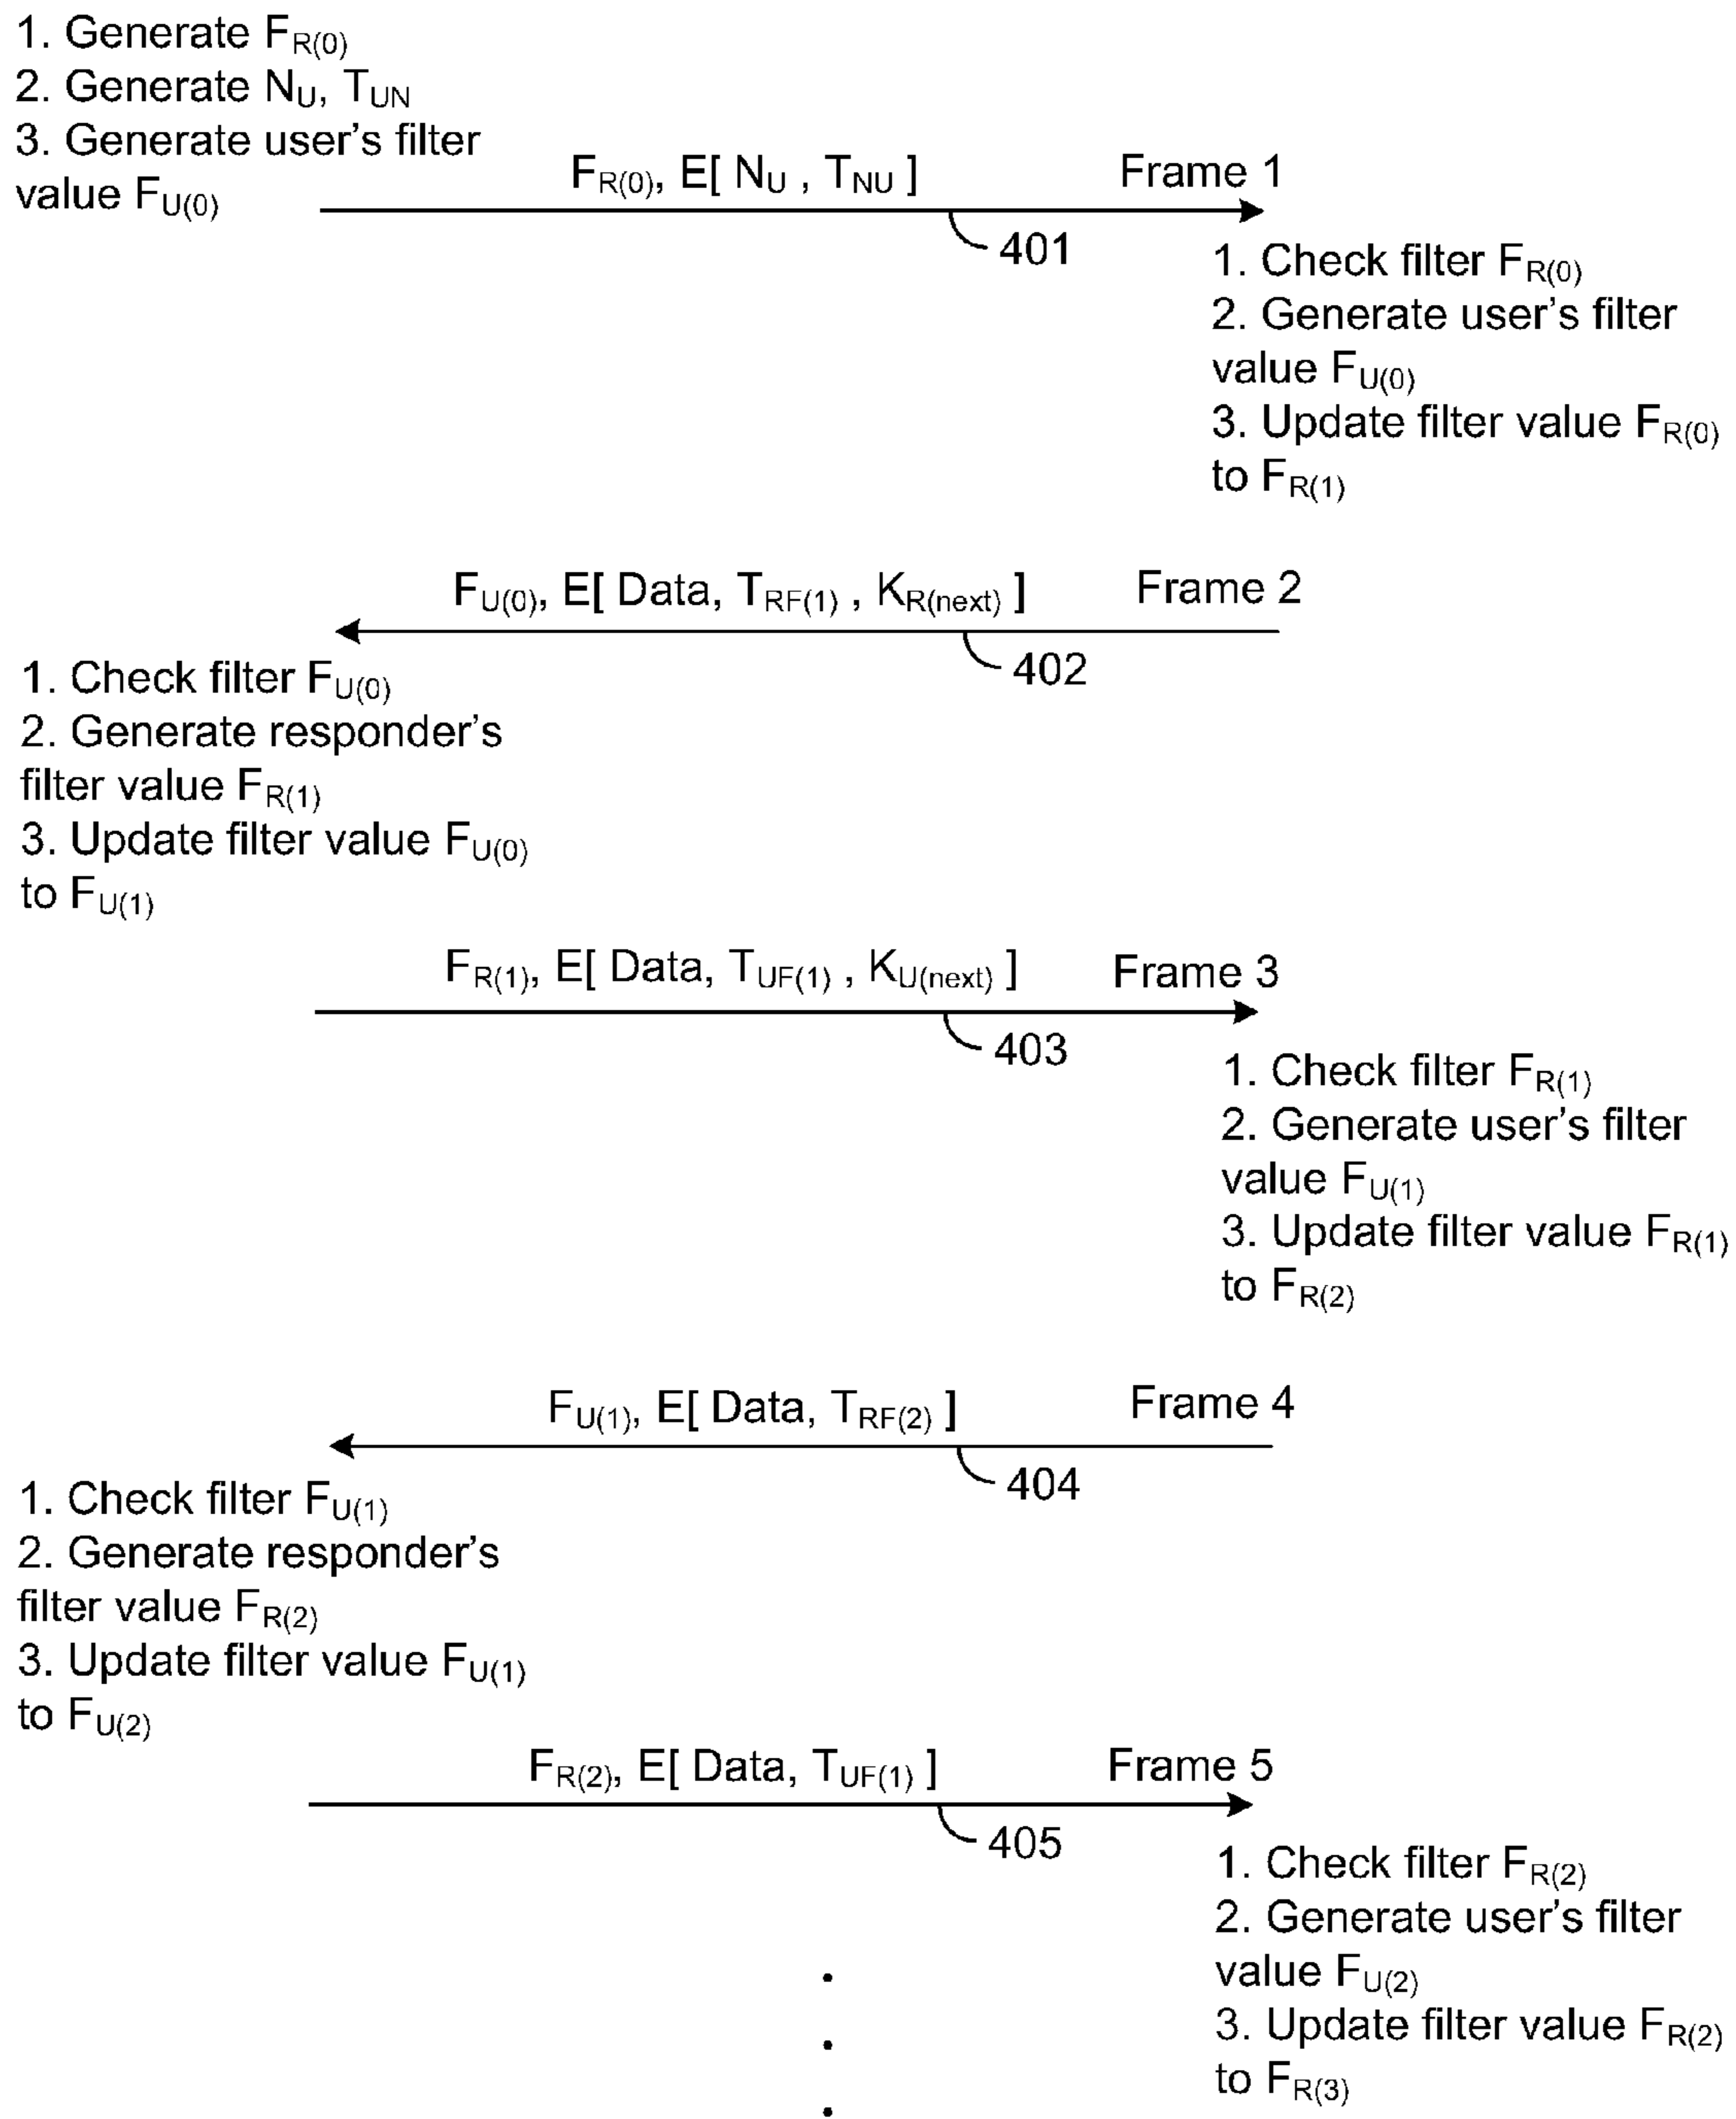 1. Generate F_R(0)
2. Generate N_U, T_UN
3. Generate user's filter
value F_U(0)
F_R(0), E[ N_U , T_NU ]
Frame 1
401
1. Check filter F_R(0)
2. Generate user's filter
value F_U(0)
3. Update filter value F_R(0)
to F_R(1)
F_U(0), E[ Data, T_RF(1) , K_R(next) ]
Frame 2
402
1. Check filter F_U(0)
2. Generate responder's
filter value F_R(1)
3. Update filter value F_U(0)
to F_U(1)
F_R(1), E[ Data, T_UF(1) , K_U(next) ]
Frame 3
403
1. Check filter F_R(1)
2. Generate user's filter
value F_U(1)
3. Update filter value F_R(1)
to F_R(2)
F_U(1), E[ Data, T_RF(2) ]
Frame 4
404
1. Check filter F_U(1)
2. Generate responder's
filter value F_R(2)
3. Update filter value F_U(1)
to F_U(2)
F_R(2), E[ Data, T_UF(1) ]
Frame 5
405
1. Check filter F_R(2)
2. Generate user's filter
value F_U(2)
3. Update filter value F_R(2)
to F_R(3)